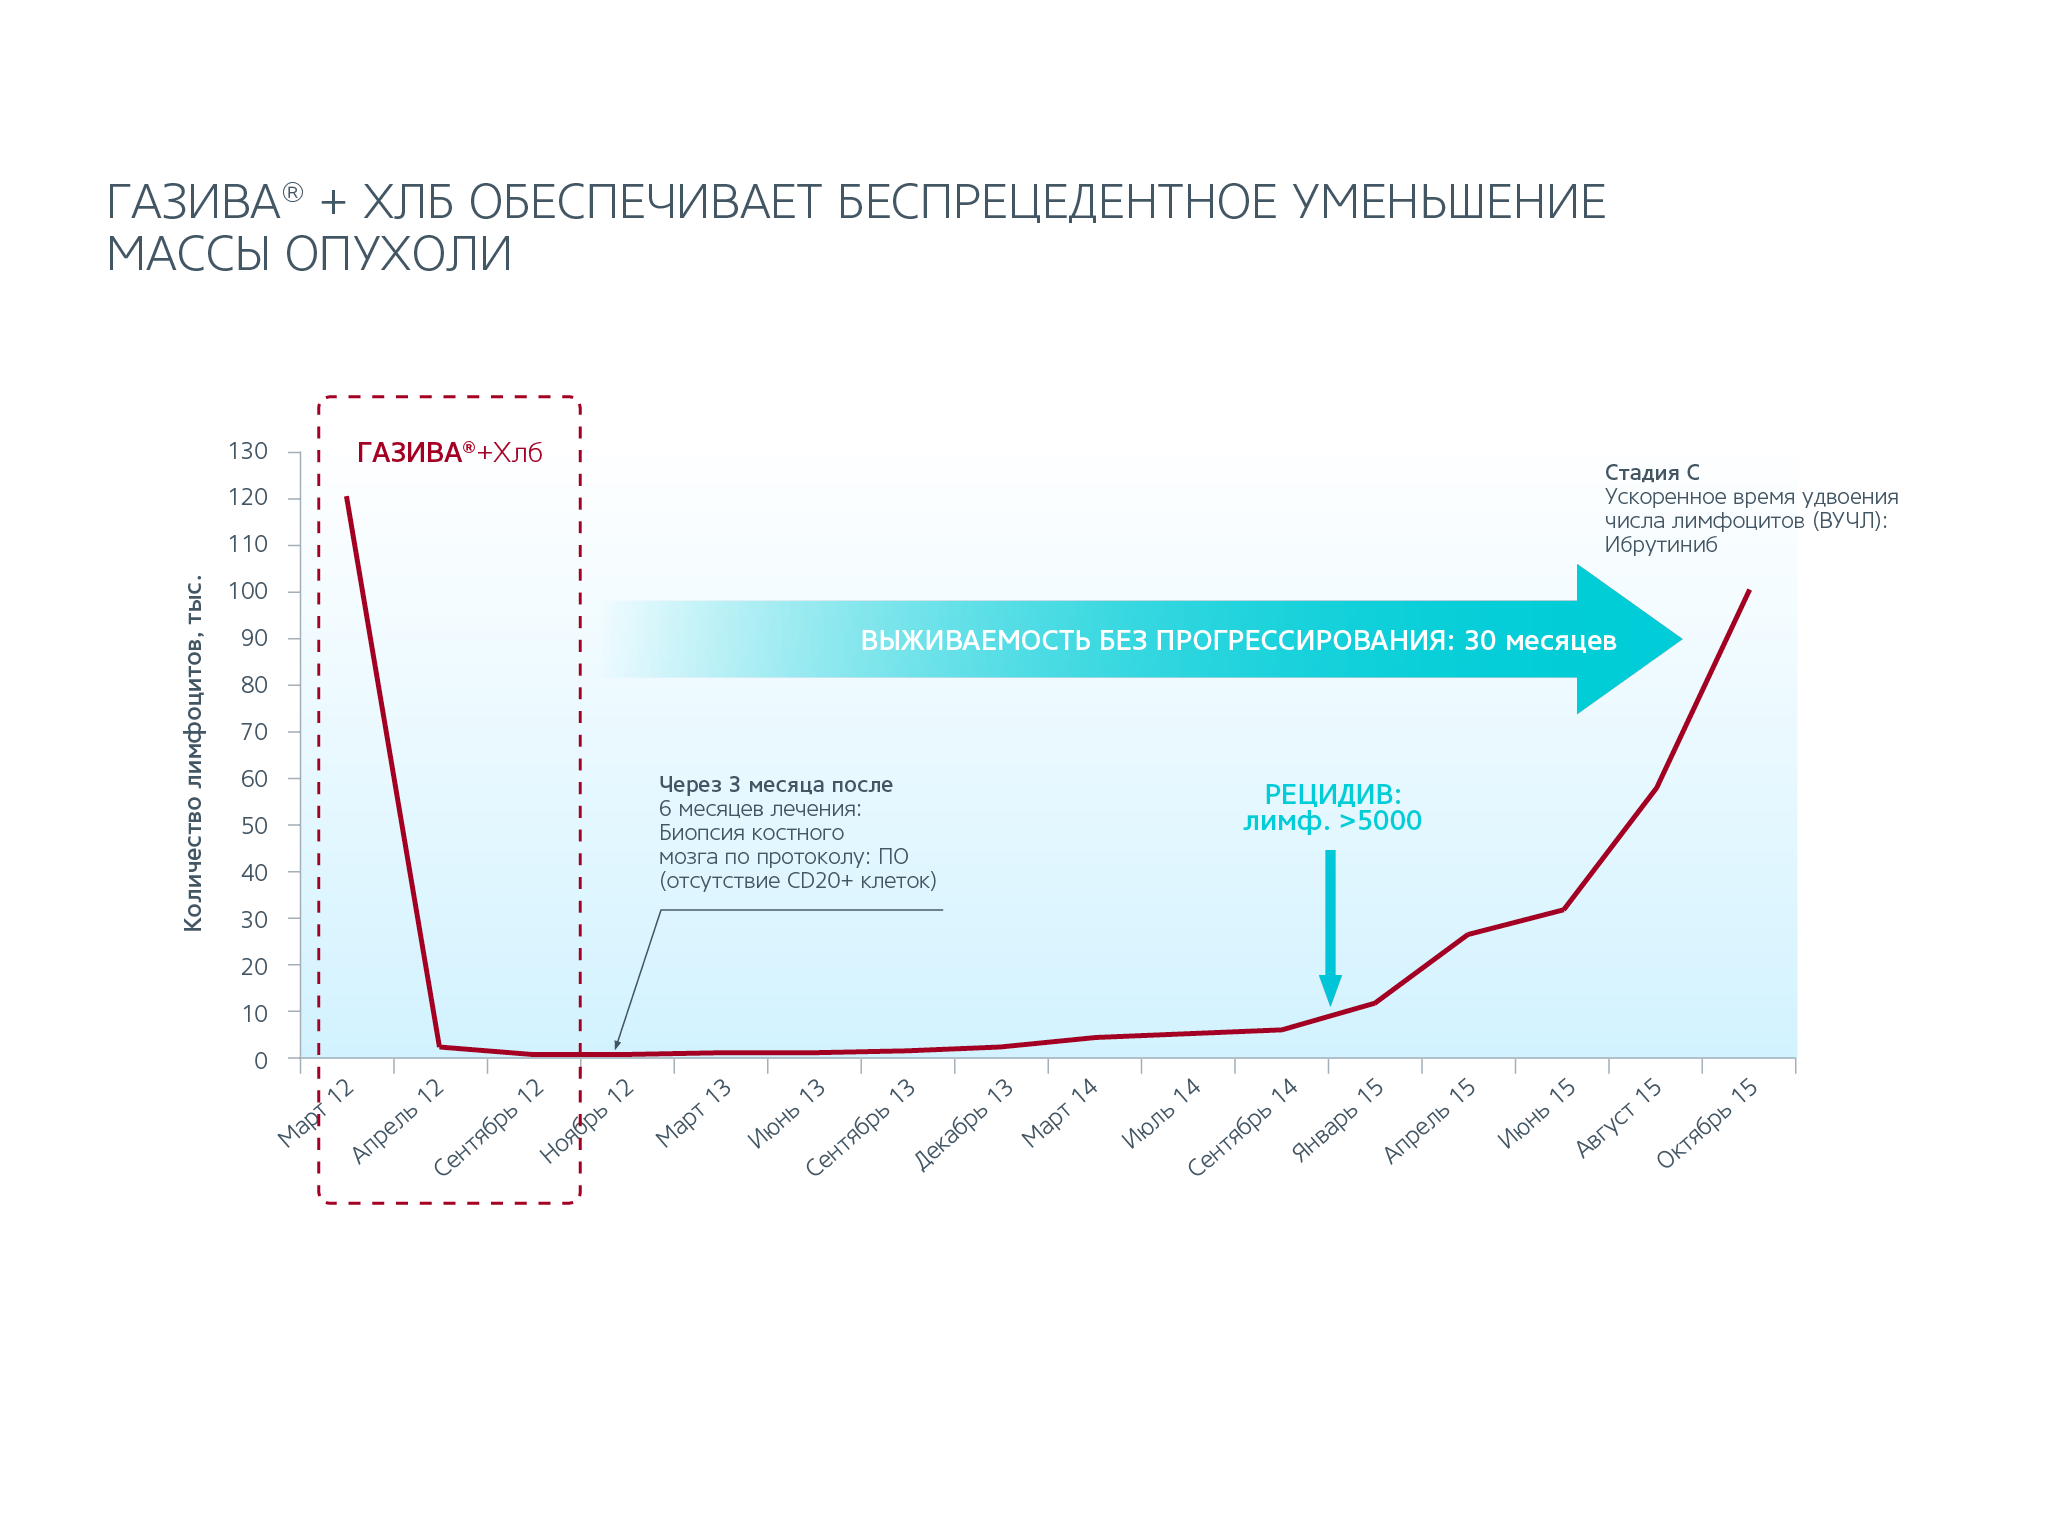 ГАЗИВА® + ХЛБ ОБЕСПЕЧИВАЕТ БЕСПРЕЦЕДЕНТНОЕ УМЕНЬШЕНИЕ
МАССЫ ОПУХОЛИ
ГАЗИВА®+Хлб
Количество лимфоцитов, тыс.
130
120
110
100
90
80
70
60
50
40
30
20
10
0
Стадия С
Ускоренное время удвоения
числа лимфоцитов (ВУЧЛ):
Ибрутиниб
ВЫЖИВАЕМОСТЬ БЕЗ ПРОГРЕССИРОВАНИЯ: 30 месяцев
Через 3 месяца после
6 месяцев лечения:
Биопсия костного
мозга по протоколу: ПО
(отсутствие CD20+ клеток)
РЕЦИДИВ:
лимф. >5000
Март 12
Апрель 12
Сентябрь 12
Ноябрь 12
Март 13
Июнь 13
Сентябрь 13
Декабрь 13
Март 14
Июль 14
Сентябрь 14
Январь 15
Апрель 15
Июнь 15
Август 15
Октябрь 15